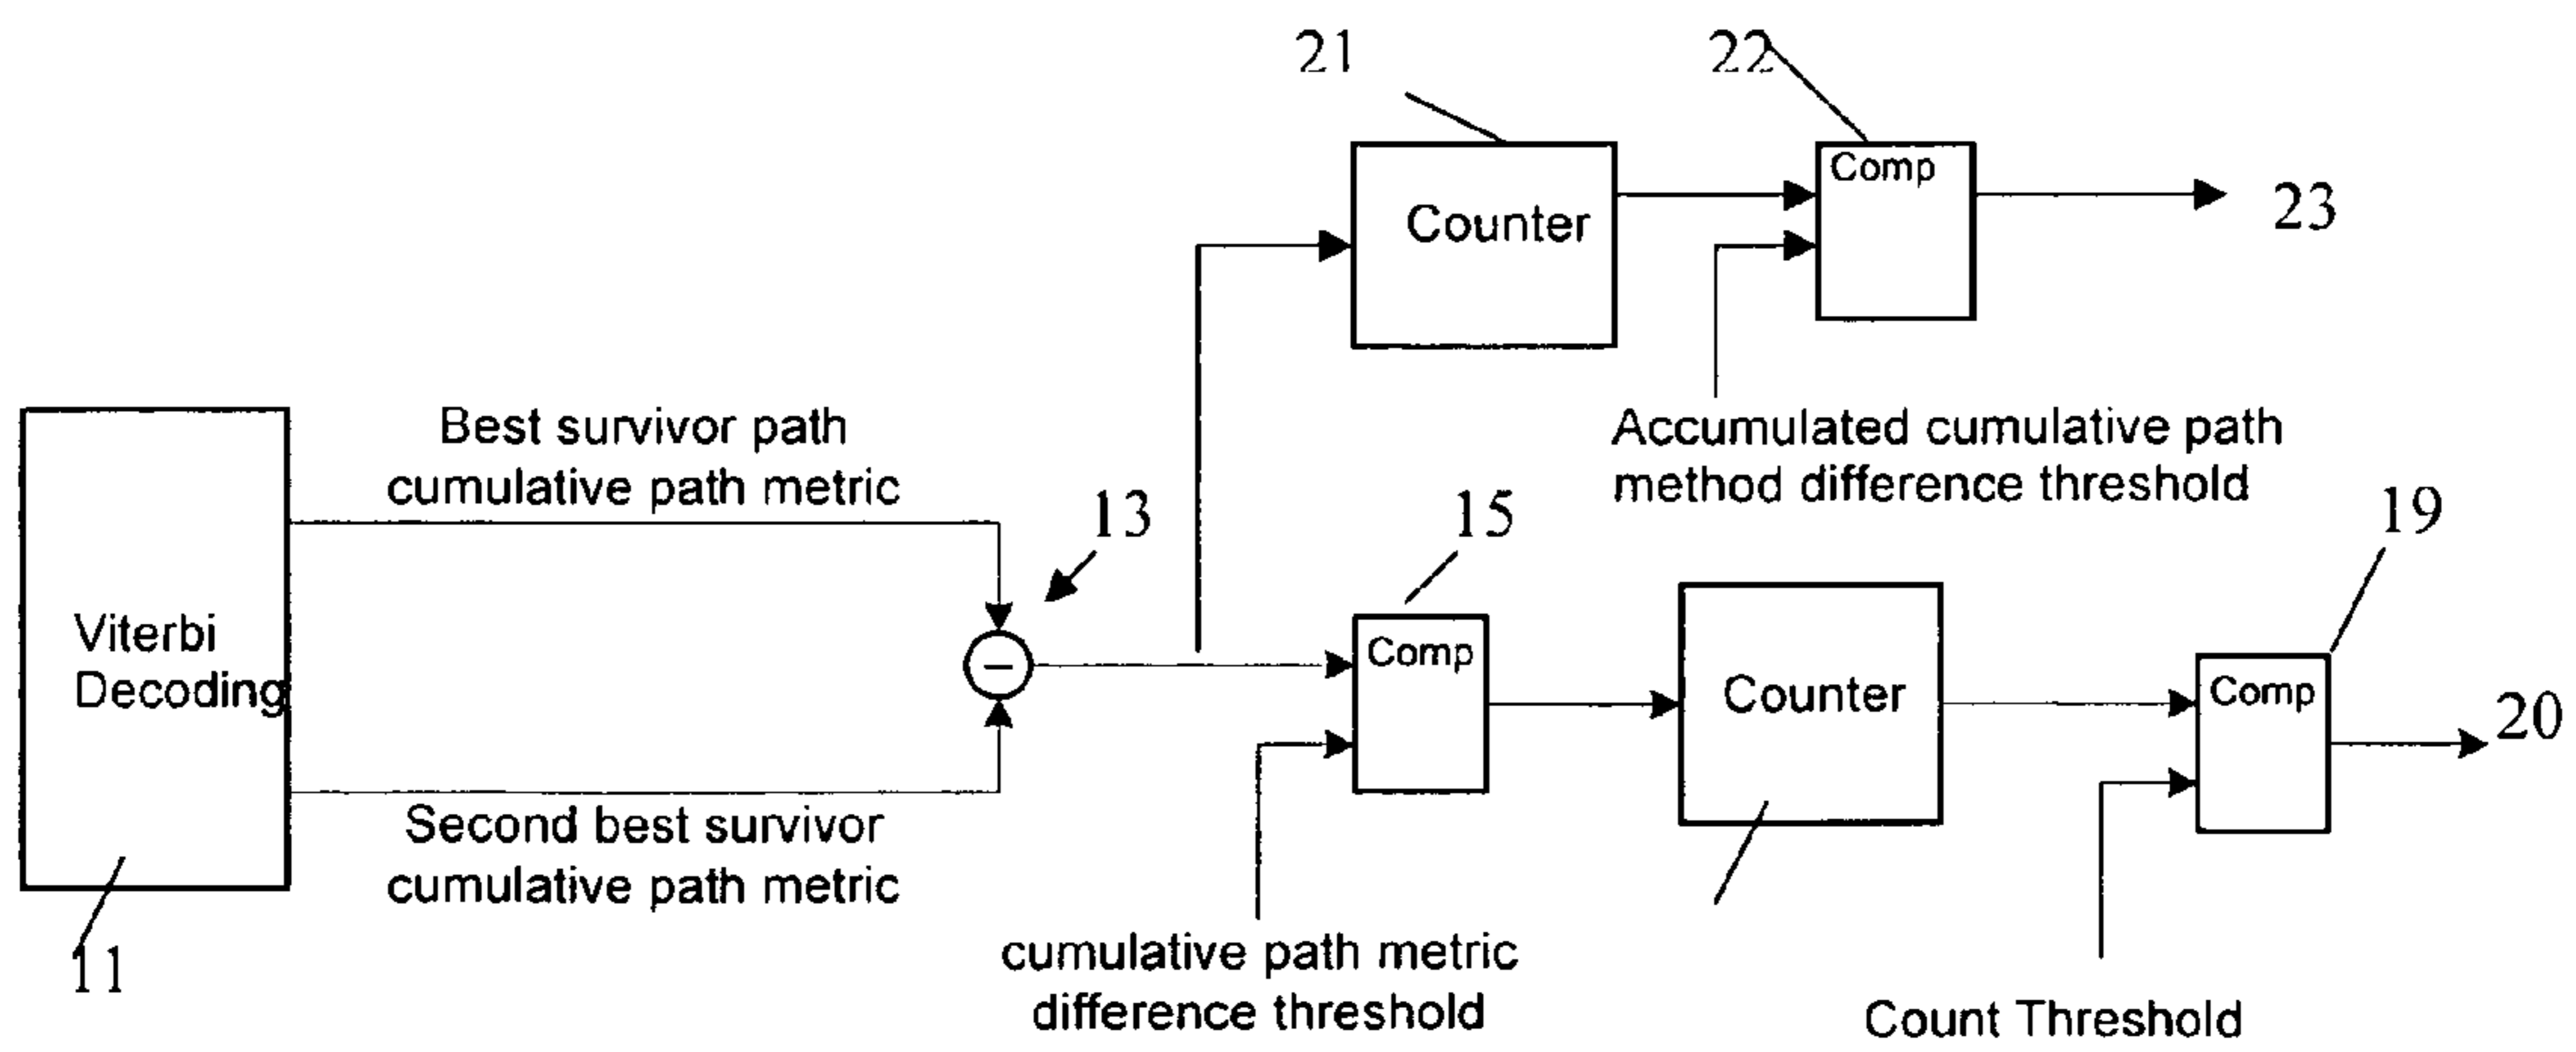 21
22
Comp
Counter
23
Best survivor path
cumulative path metric
Accumulated cumulative path
method difference threshold
13
15
19
Viterbi
Decoding
−
Comp
Counter
Comp
20
Second best survivor
cumulative path metric
11
cumulative path metric
difference threshold
Count Threshold